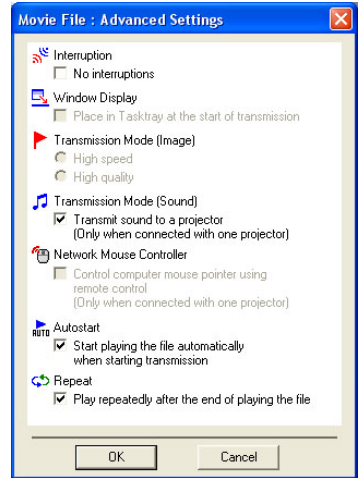 Movie File : Advanced Settings
Interruption
No interruptions
Window Display
Place in Tasktray at the start of transmission
Transmission Mode (Image)
High speed
High quality
Transmission Mode (Sound)
Transmit sound to a projector
(Only when connected with one projector)
Network Mouse Controller
Control computer mouse pointer using
remote control
(Only when connected with one projector)
AUTO Autostart
Start playing the file automatically
when starting transmission
Repeat
Play repeatedly after the end of playing the file
OK Cancel